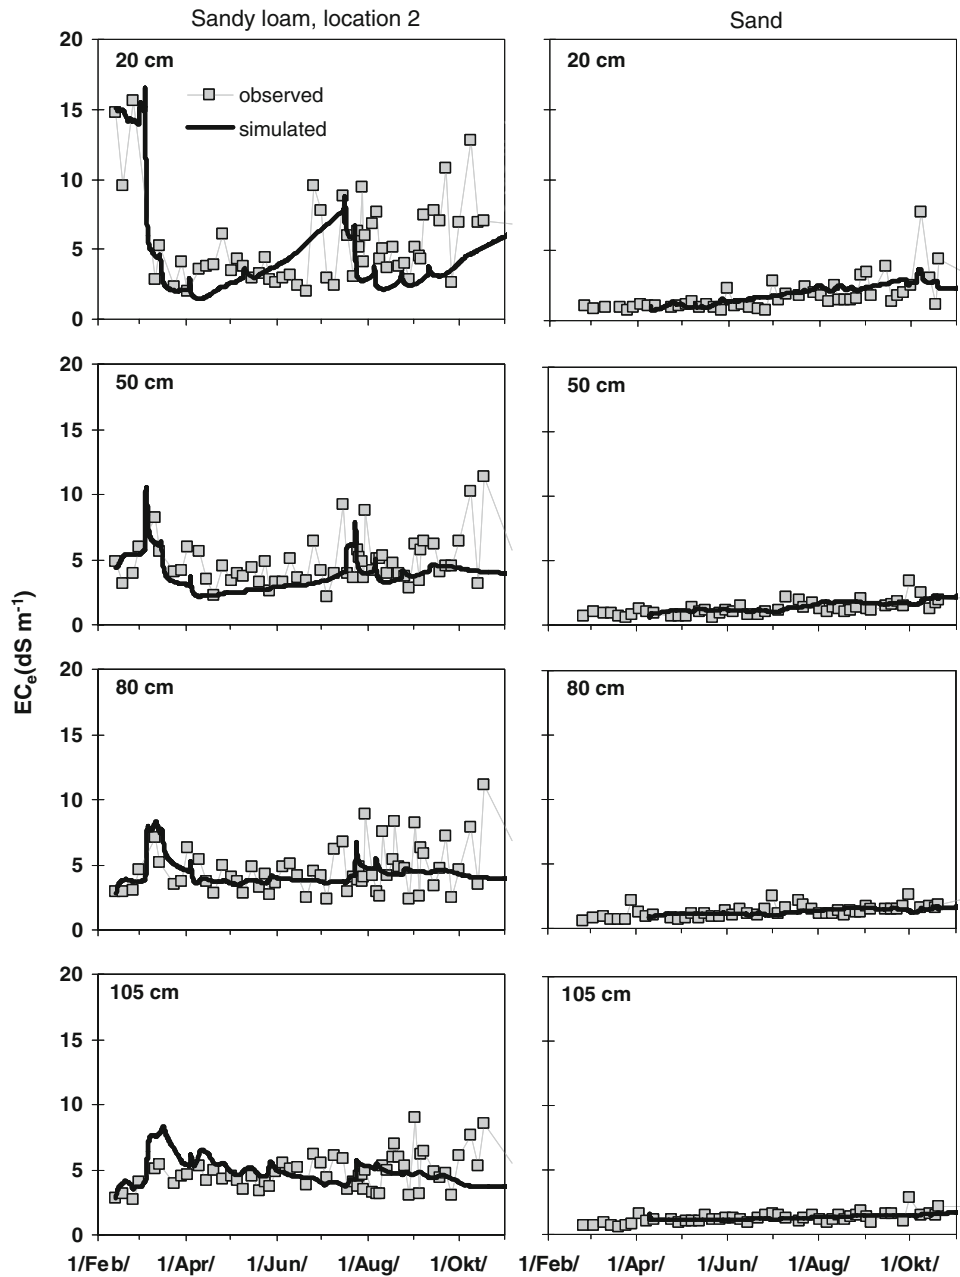 Sandy loam, location 2
Sand
20
15
10
5
0
20 cm
observed
simulated
20 cm
20
15
10
5
0
50 cm
50 cm
ECe(dS m-1)
20
15
10
5
0
80 cm
80 cm
20
15
10
5
0
105 cm
105 cm
1/Feb/ 1/Apr/ 1/Jun/ 1/Aug/ 1/Okt/
1/Feb/ 1/Apr/ 1/Jun/ 1/Aug/ 1/Okt/